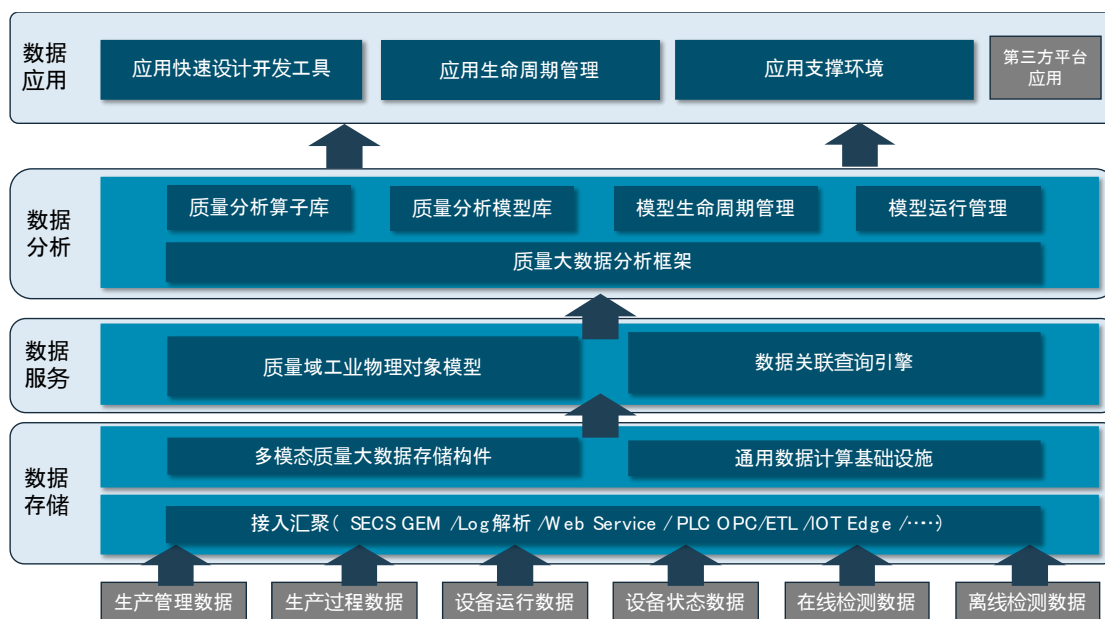 数据
应用
应用快速设计开发工具
应用生命周期管理
应用支撑环境
第三方平台
应用
数据
分析
质量分析算子库
质量分析模型库
模型生命周期管理
模型运行管理
质量大数据分析框架
数据
服务
质量域工业物理对象模型
数据关联查询引擎
数据
存储
多模态质量大数据存储构件
通用数据计算基础设施
接入汇聚( SECS GEM /Log解析 /Web Service / PLC OPC/ETL /IOT Edge /·····)
生产管理数据
生产过程数据
设备运行数据
设备状态数据
在线检测数据
离线检测数据